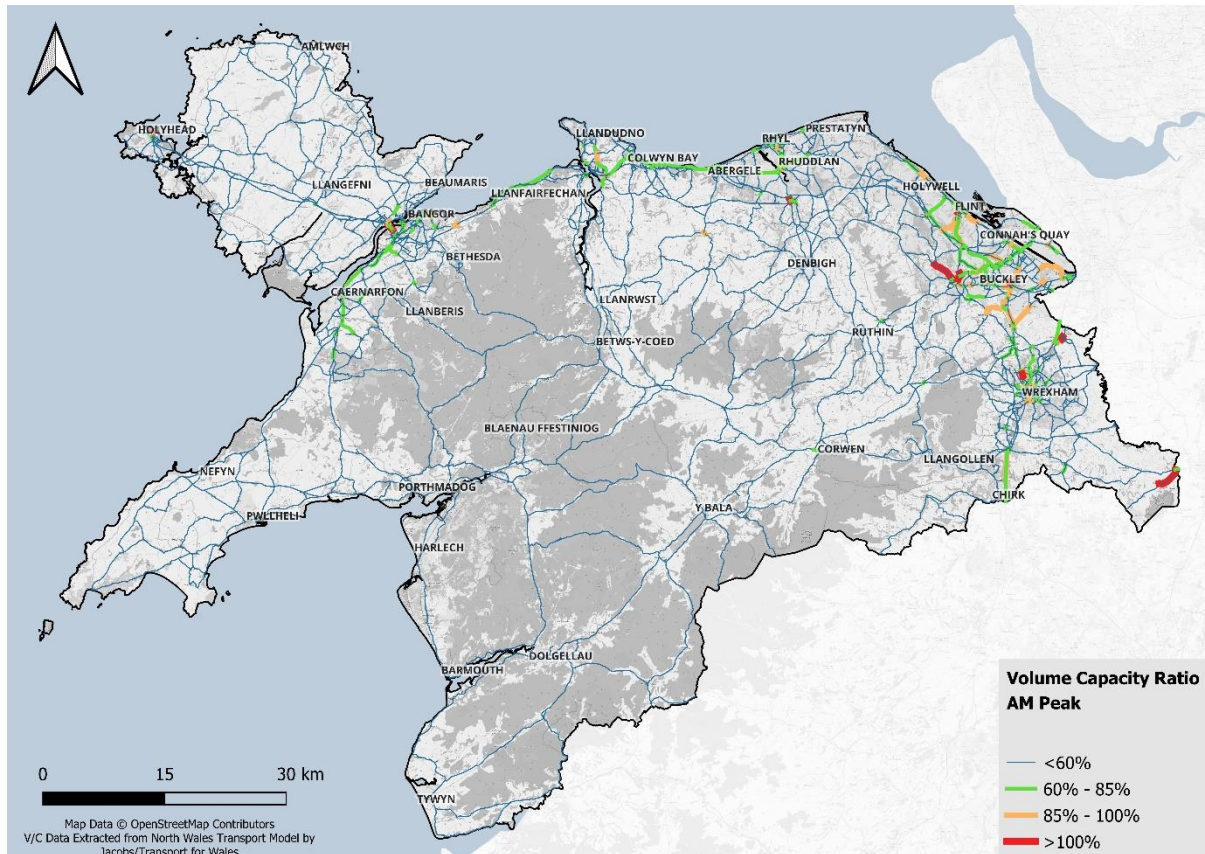 AMLWCH
HOLYHEAD
LLANDUDNO
RHYL
PRESTATYN
COLWYN BAY
RHUDDLAN
ABERGELE
LLANGEFNI
BEAUMARIS
LLANFAIRFECHAN
HOLYWELL
FLINT
BANGOR
CONNAH'S QUAY
BETHESDA
DENBIGH
BUCKLEY
CAERNARFON
LLANRWST
LLANBERIS
RUTHIN
BETWS-Y-COED
WREXHAM
BLAENAU FFESTINIOG
CORWEN
LLANGOLLEN
NEFYN
PORTHMADOG
CHIRK
PWLLHELI
Y BALA
HARLECH
DOLGELLAU
BARMOUTH
TYWYN
Volume Capacity Ratio
AM Peak
<60%
60% - 85%
85% - 100%
>100%
0 15 30 km
Map Data © OpenStreetMap Contributors
V/C Data Extracted from North Wales Transport Model by
Jacobs/Transport for Wales